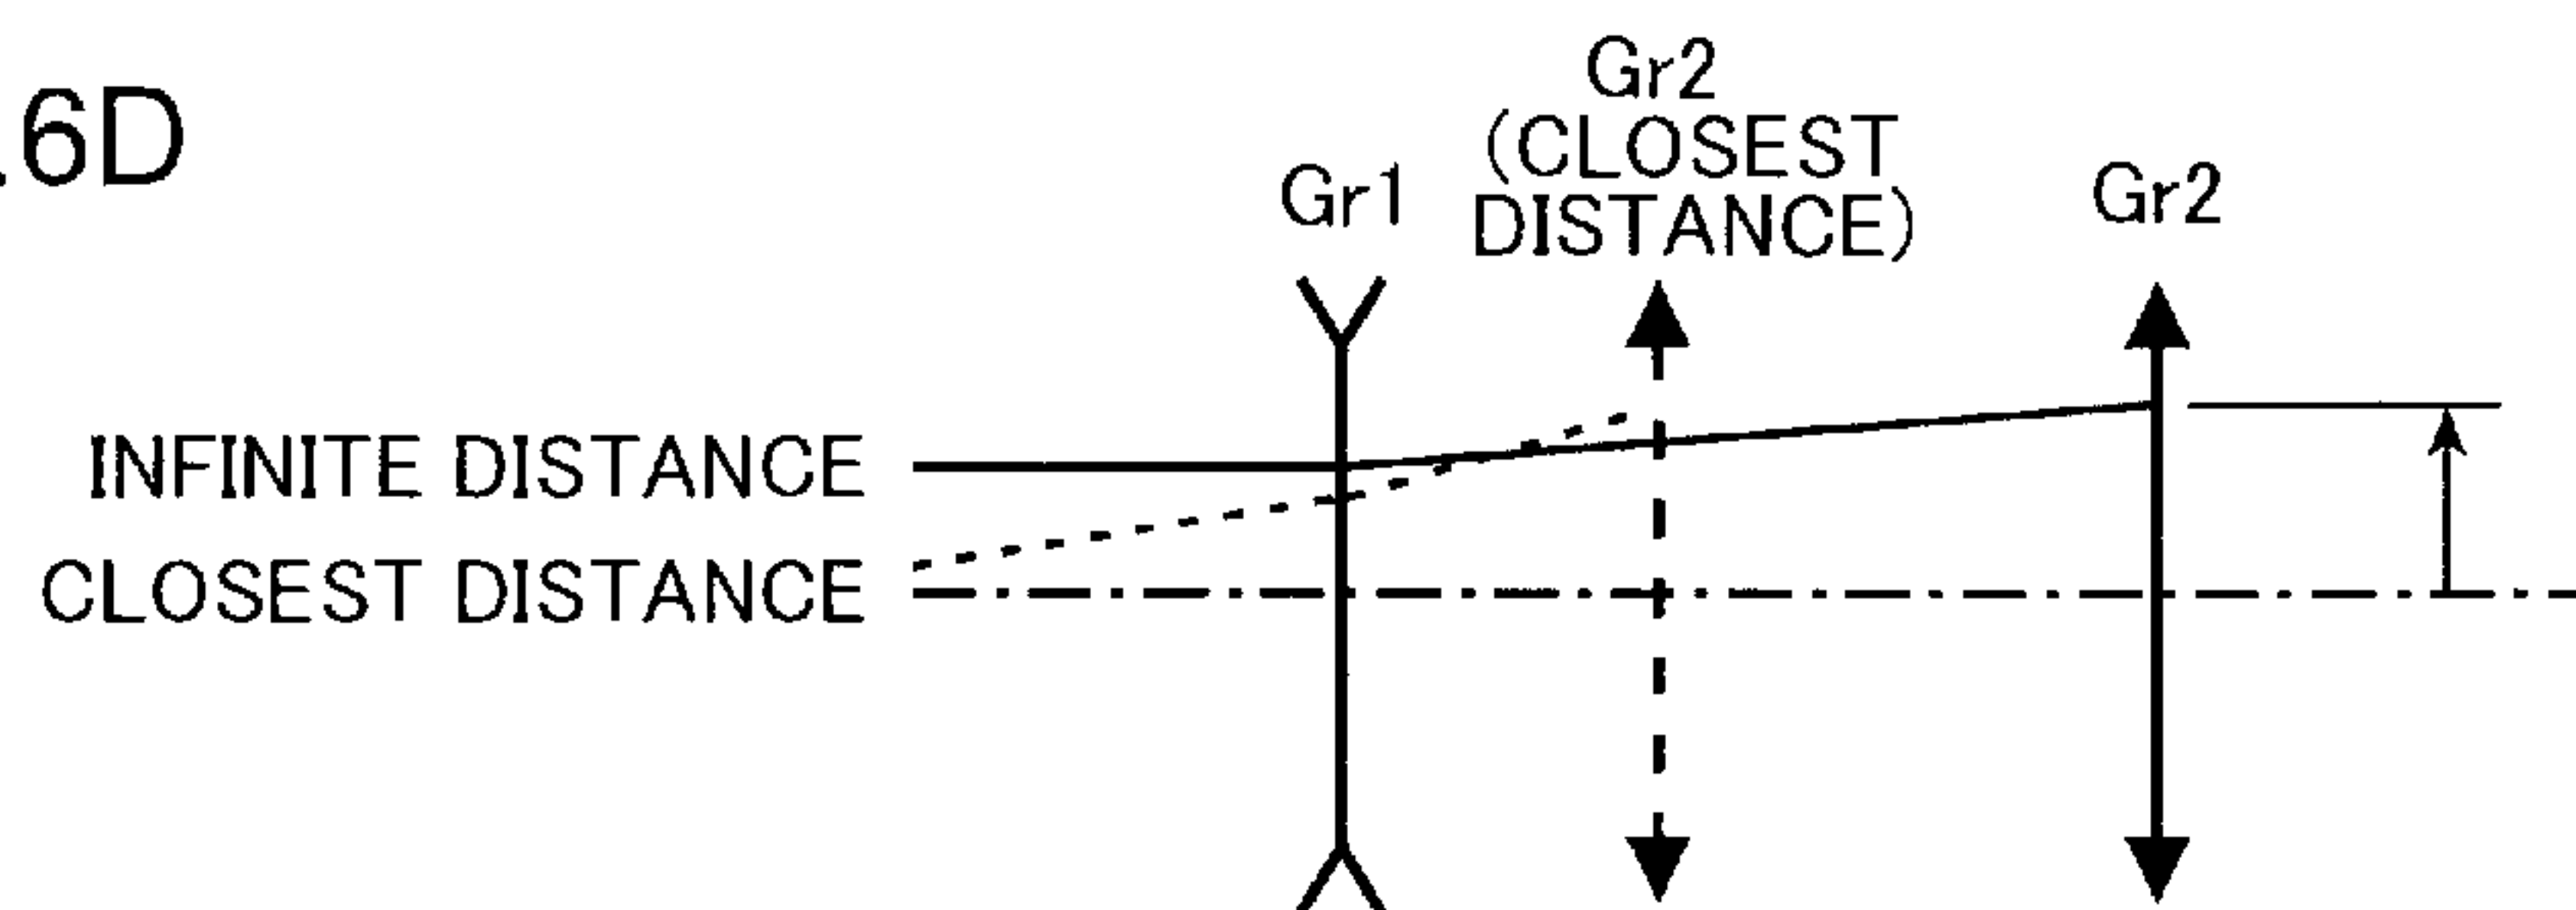 .6D
Gr2
(CLOSEST
DISTANCE)
Gr1
Gr2
INFINITE DISTANCE
CLOSEST DISTANCE